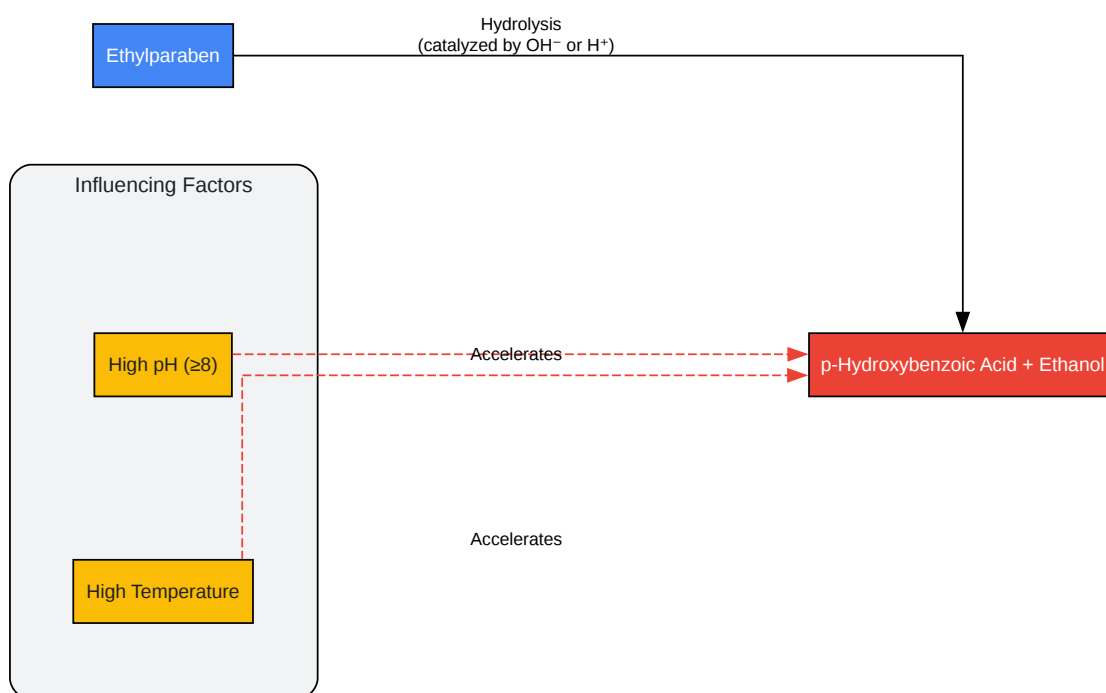 Hydrolysis
(catalyzed by OH⁻ or H⁺)
Ethylparaben
Influencing Factors
High pH (≥8)
Accelerates
p-Hydroxybenzoic Acid + Ethanol
Accelerates
High Temperature